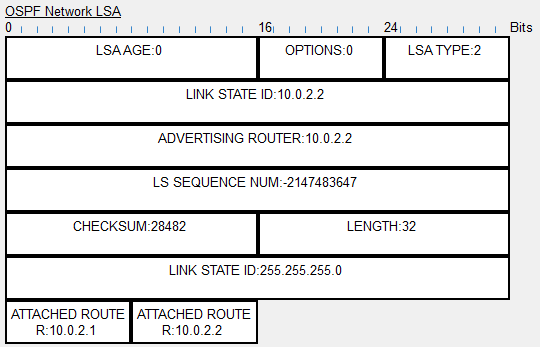 OSPF Network LSA
0 16 24 Bits
LSA AGE:0 OPTIONS:0 LSA TYPE:2
LINK STATE ID:10.0.2.2
ADVERTISING ROUTER:10.0.2.2
LS SEQUENCE NUM:-2147483647
CHECKSUM:28482 LENGTH:32
LINK STATE ID:255.255.255.0
ATTACHED ROUTE ATTACHED ROUTE
R:10.0.2.1 R:10.0.2.2